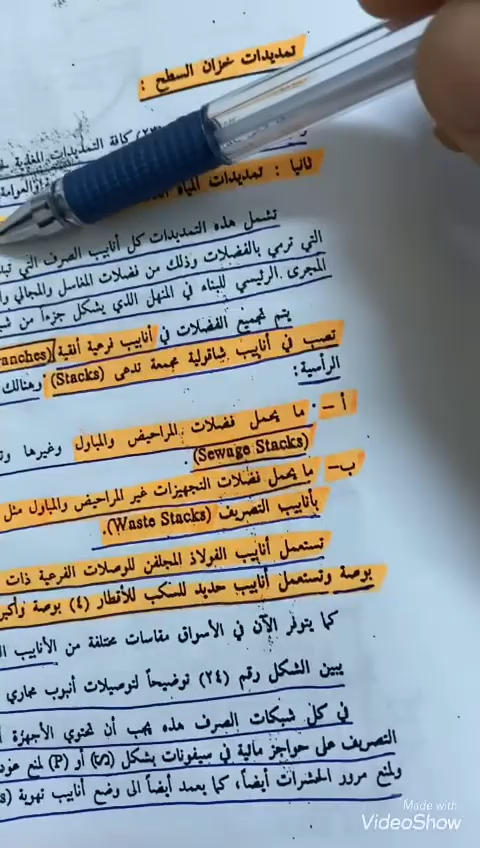 تمديدات خزان السطح :
كافة التمديدات المغذية
ثانيا : تمديدات المياه
تشمل هذه التمديدات كل أنابيب الصرف التي
التي ترمي بالفضلات وذلك من فضلات المغاسل والمجالي
المجرى الرئيسي للبناء في المنهل الذي يشكل جزءاً من
يتم تجميع الفضلات في أنابيب فرعية أفقية (ranches
تصب في أنابيب شاقولية مجمعة تدعى (Stacks) وهنالك
الرأسية :
أ - ما يحمل فضلات المراحيض والمباول وغيرها
(Sewage Stacks).
ب - ما يحمل فضلات التجهيزات غير المراحيض والمباول مثل
بأنابيب التصريف (Waste Stacks).
تستعمل أنابيب الفولاذ المجلفن للوصلات الفرعية ذات
بوصة وتستعمل أنابيب حديد للسكب للأقطار (٤) بوصة وأكبر
كما يتوفر الآن في الأسواق مقاسات مختلفة من الأنابيب
يبين الشكل رقم (٢٤) توضيحاً لتوصيلات أنبوب مجاري
في كل شبكات الصرف هذه يجب أن تحتوي الأجهزة
التصريف على حواجز مائية في سيفونات بشكل (S) أو (P) لمنع
ولمنع مرور الحشرات أيضاً، كما يعمد أيضاً الى وضع أنابيب تهوية (s
Made with
VideoShow